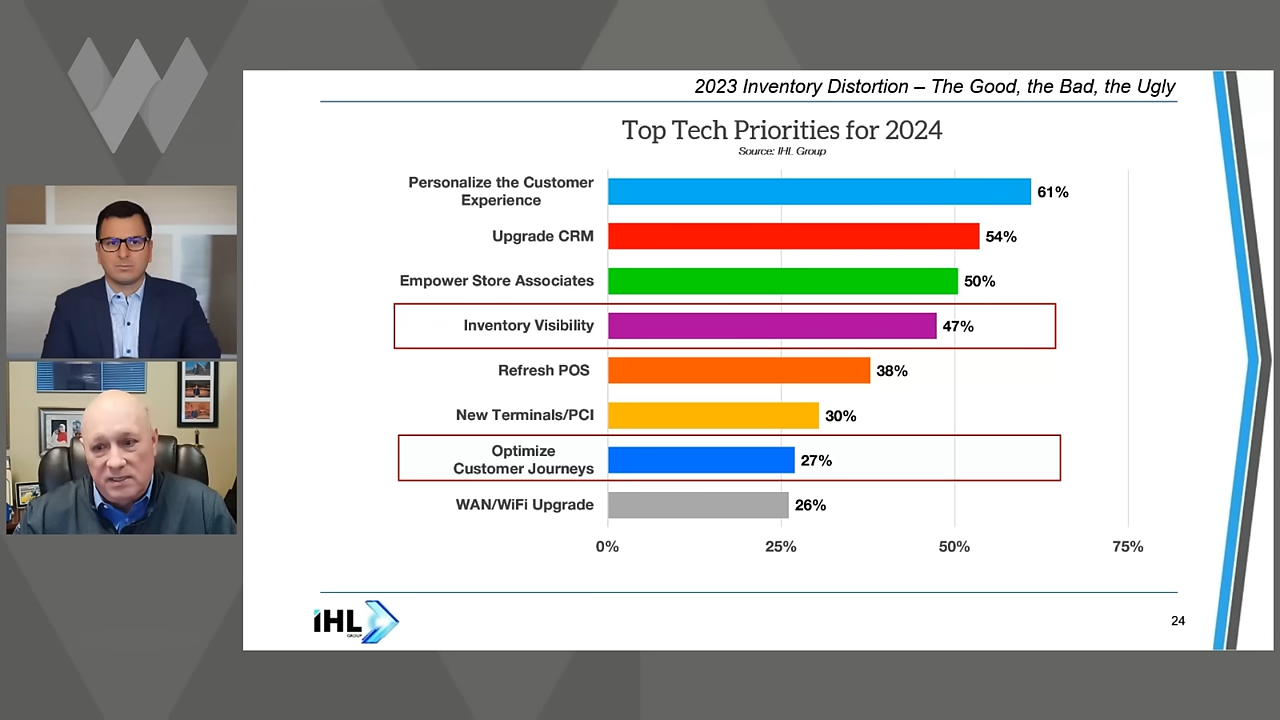 2023 Inventory Distortion – The Good, the Bad, the Ugly
Top Tech Priorities for 2024
Source: IHL Group
Personalize the Customer
Experience
61%
Upgrade CRM
54%
Empower Store Associates
50%
Inventory Visibility
47%
Refresh POS
38%
New Terminals/PCI
30%
Optimize
Customer Journeys
27%
WAN/WiFi Upgrade
26%
0% 25% 50% 75%
IHL
GROUP
24